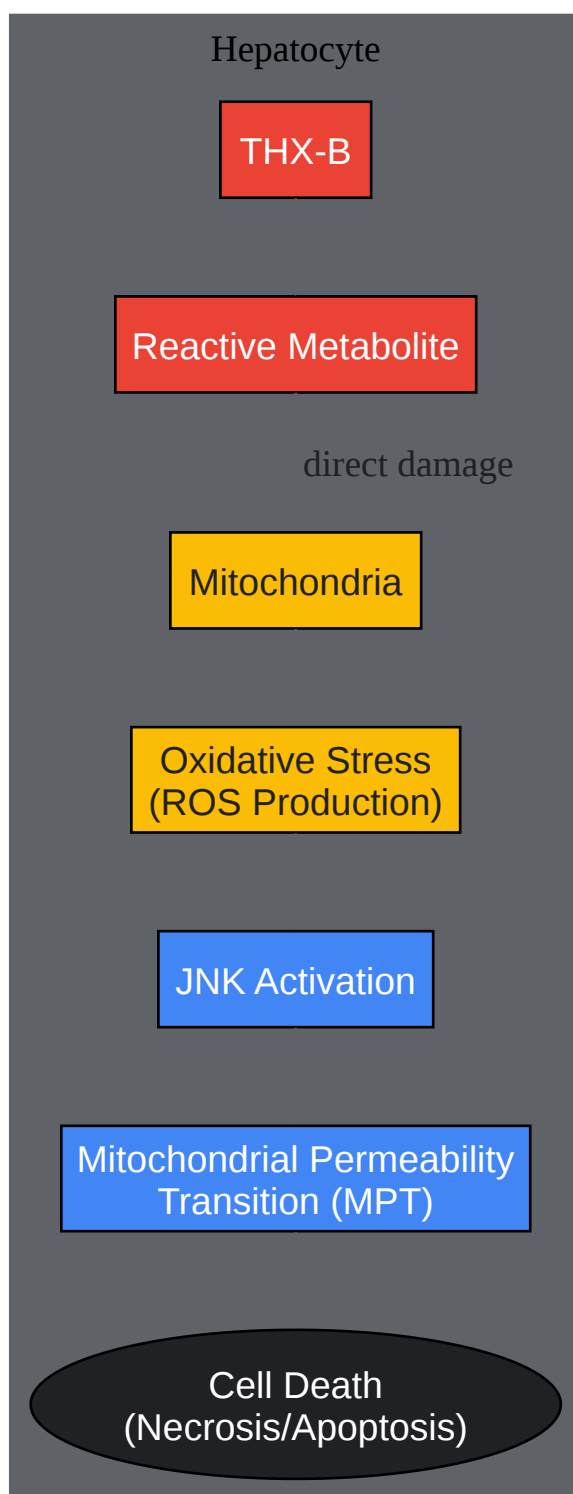 Hepatocyte
THX-B
Reactive Metabolite
direct damage
Mitochondria
Oxidative Stress
(ROS Production)
JNK Activation
Mitochondrial Permeability
Transition (MPT)
Cell Death
(Necrosis/Apoptosis)